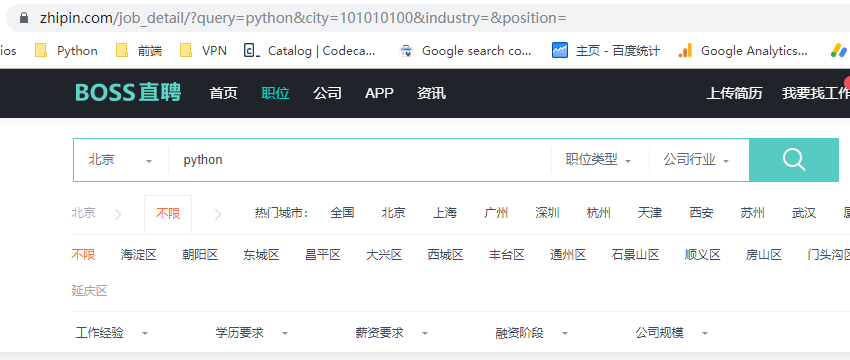 zhipin.com/job_detail/?query=python&city=101010100&industry=&position=
ios Python 前端 VPN Catalog | Codeca... Google search co... 主页 - 百度统计 Google Analytics...
BOSS直聘 首页 职位 公司 APP 资讯 上传简历 我要找工作
北京 python 职位类型 公司行业
北京 不限 热门城市: 全国 北京 上海 广州 深圳 杭州 天津 西安 苏州 武汉
不限 海淀区 朝阳区 东城区 昌平区 大兴区 西城区 丰台区 通州区 石景山区 顺义区 房山区 门头沟区
延庆区
工作经验 学历要求 薪资要求 融资阶段 公司规模